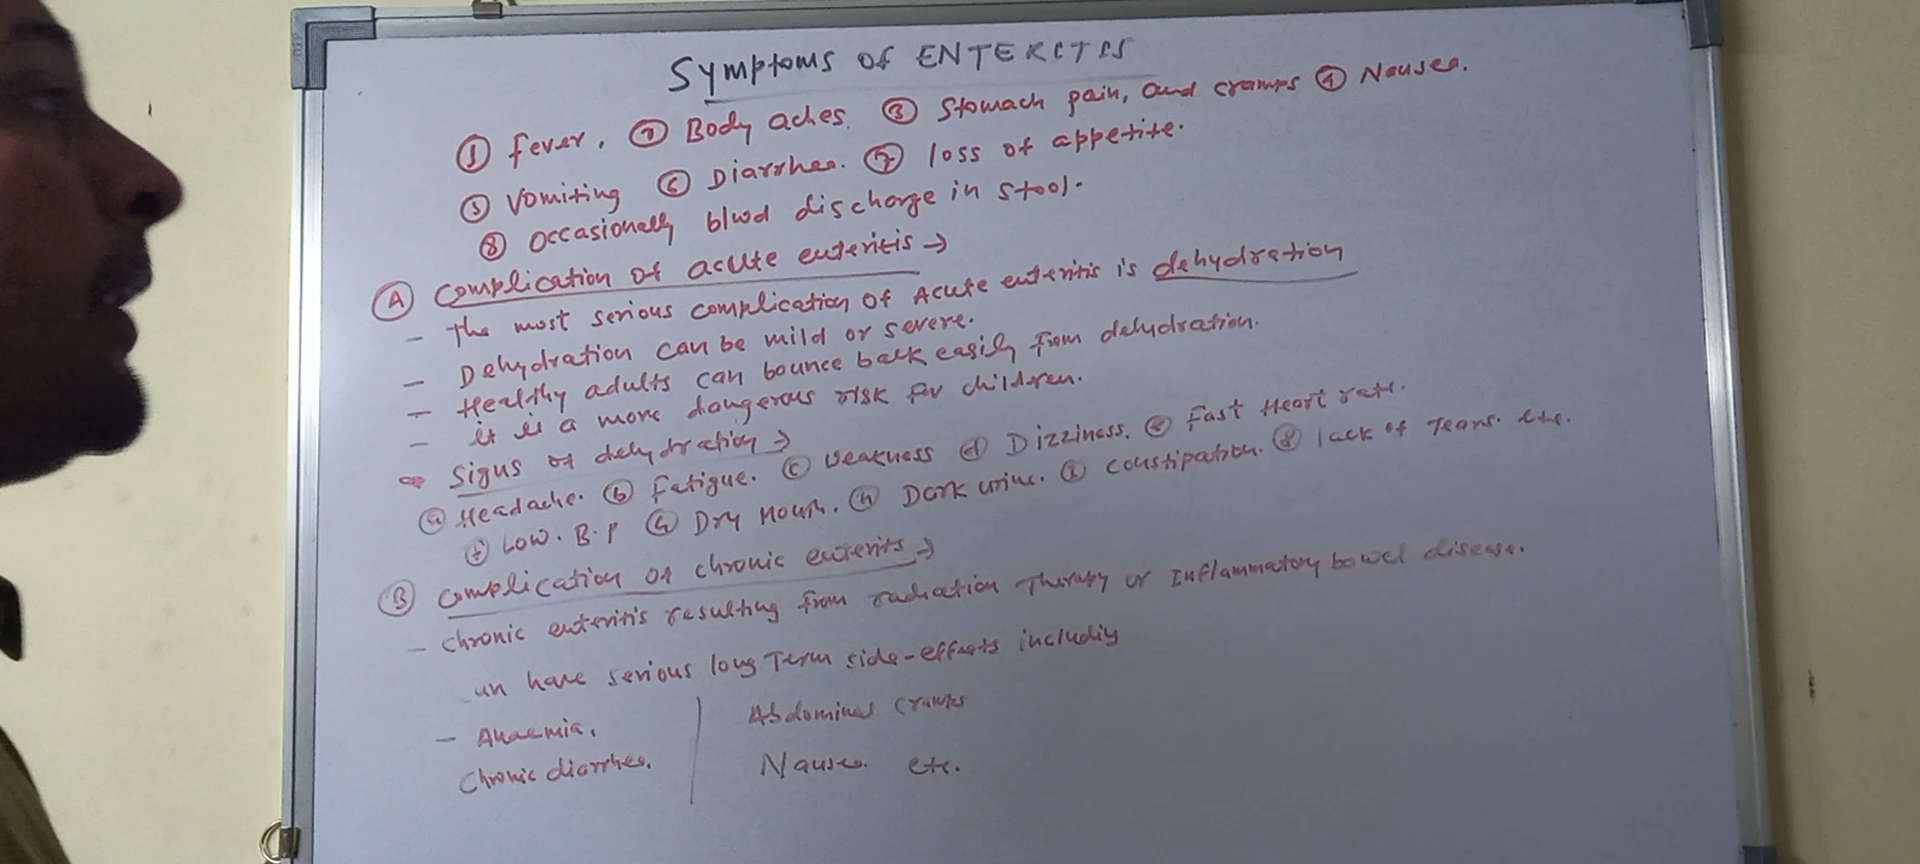 Symptoms of ENTERITIS
① fever. ② Body aches. ③ Stomach pain, and cramps ④ Nausea.
⑤ Vomiting ⑥ Diarrhea. ⑦ loss of appetite.
⑧ Occasionally blood discharge in stool.
Ⓐ Complication of acute enteritis →
- The most serious complication of Acute enteritis is dehydration
- Dehydration can be mild or severe.
- Healthy adults can bounce back easily from dehydration.
- it is a more dangerous risk for children.
⇒ Signs of dehydration →
ⓐ Headache. ⓑ Fatigue. ⓒ Weakness ⓓ Dizziness. ⓔ Fast Heart rate.
ⓕ Low. B.P ⓖ Dry Mouth. ⓗ Dark urine. ⓘ Constipation. ⓙ lack of Tears. etc.
Ⓑ Complication of chronic enteritis →
- Chronic enteritis resulting from radiation Therapy or Inflammatory bowel disease.
can have serious long Term side-effects including
- Anaemia. | Abdominal Cramps
Chronic diarrhea. | Nausea. etc.